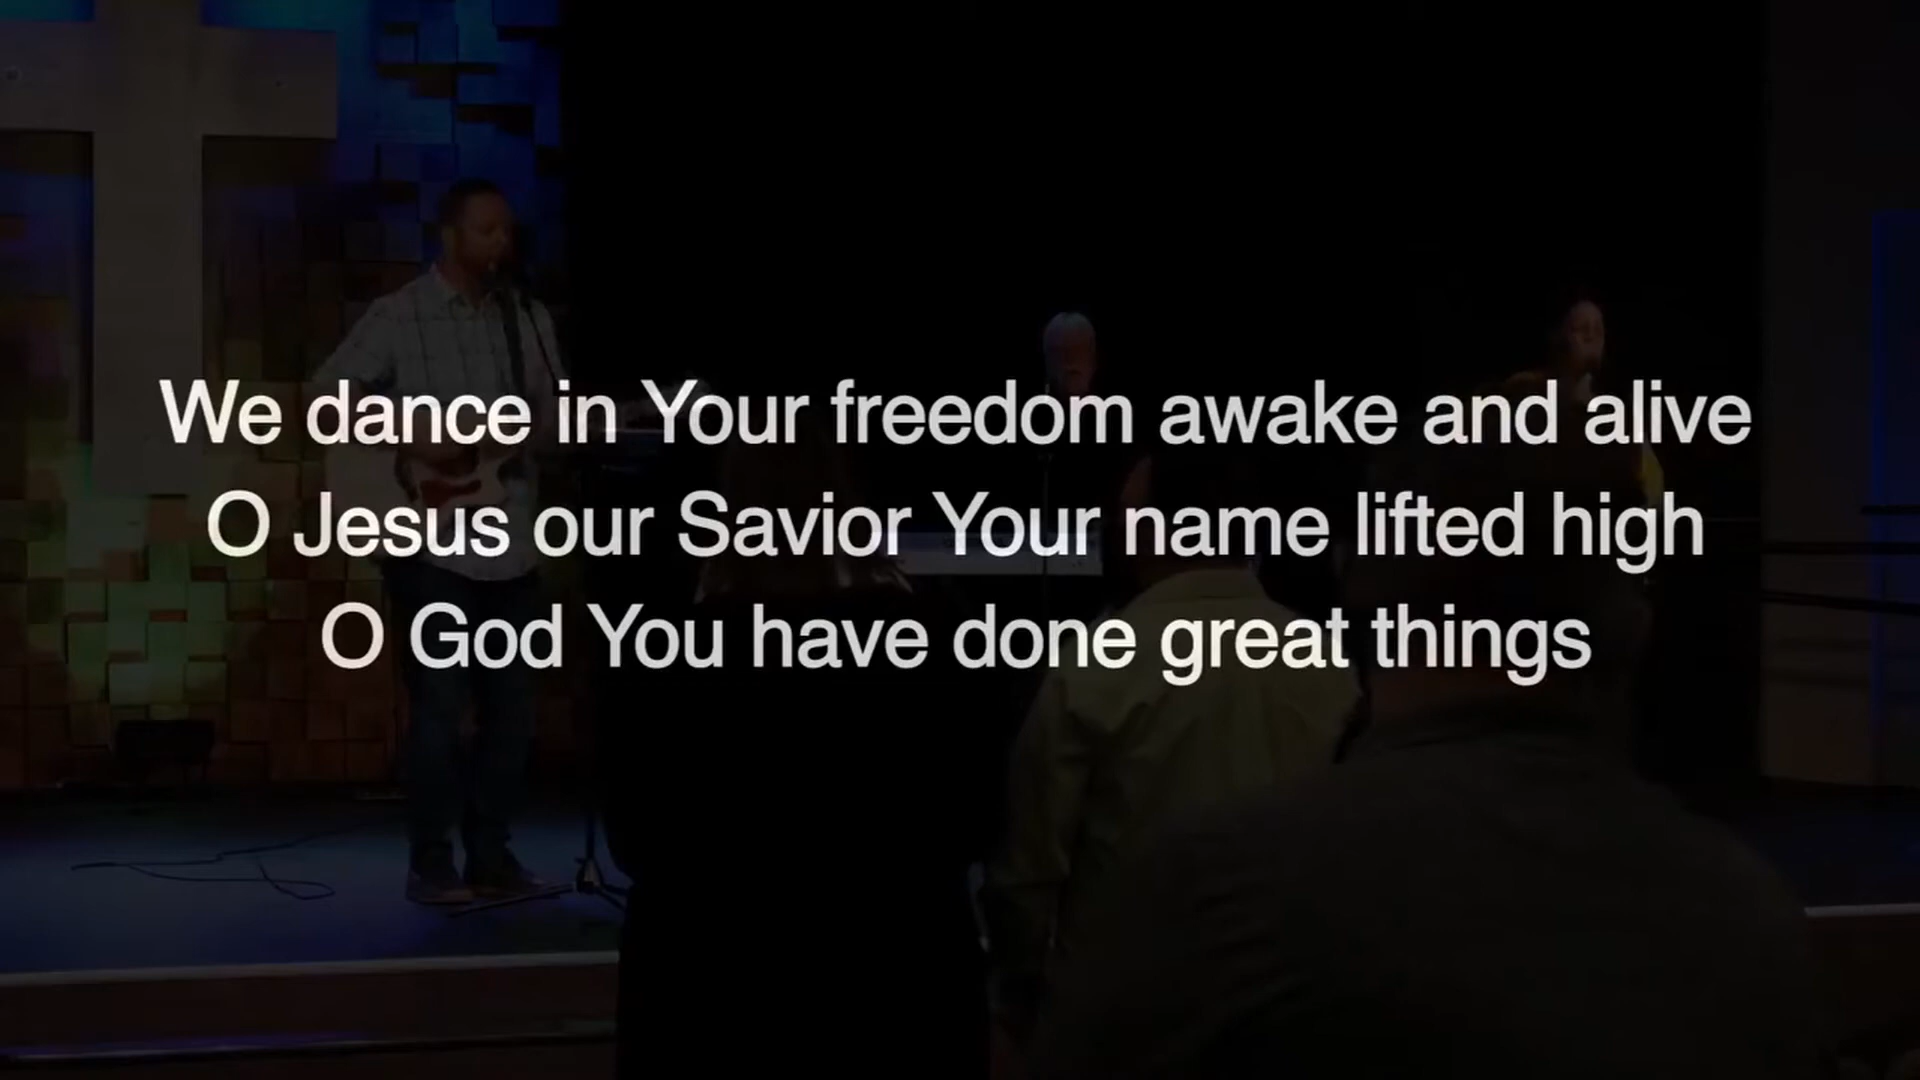 We dance in Your freedom awake and alive
O Jesus our Savior Your name lifted high
O God You have done great things